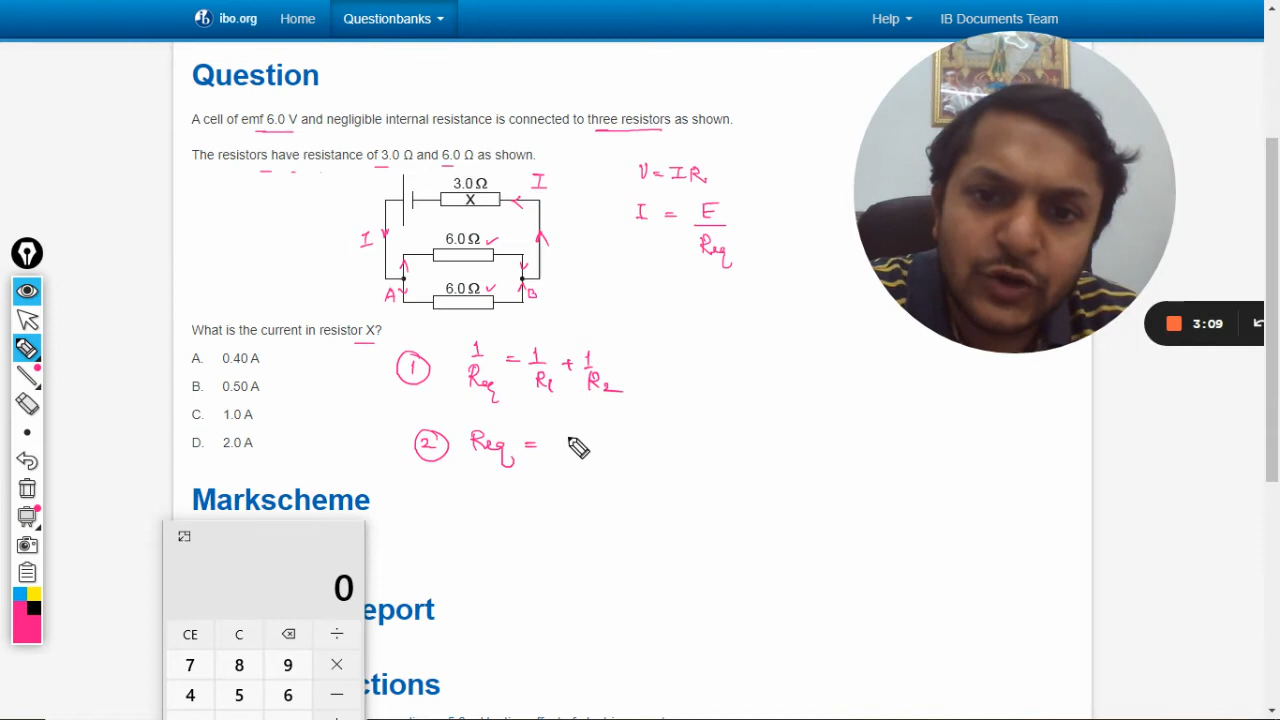 ibo.org Home Questionbanks Help IB Documents Team
Question
A cell of emf 6.0 V and negligible internal resistance is connected to three resistors as shown.
The resistors have resistance of 3.0 Ω and 6.0 Ω as shown.
3.0 Ω I
X
V = IR
I = E
Req
I
6.0 Ω
A 6.0 Ω B
What is the current in resistor X?
A. 0.40 A
B. 0.50 A
C. 1.0 A
D. 2.0 A
1 1/Req = 1/R1 + 1/R2
2 Req =
Markscheme
0
eport
CE C ÷
7 8 9 ×
4 5 6 −
ctions
3:09